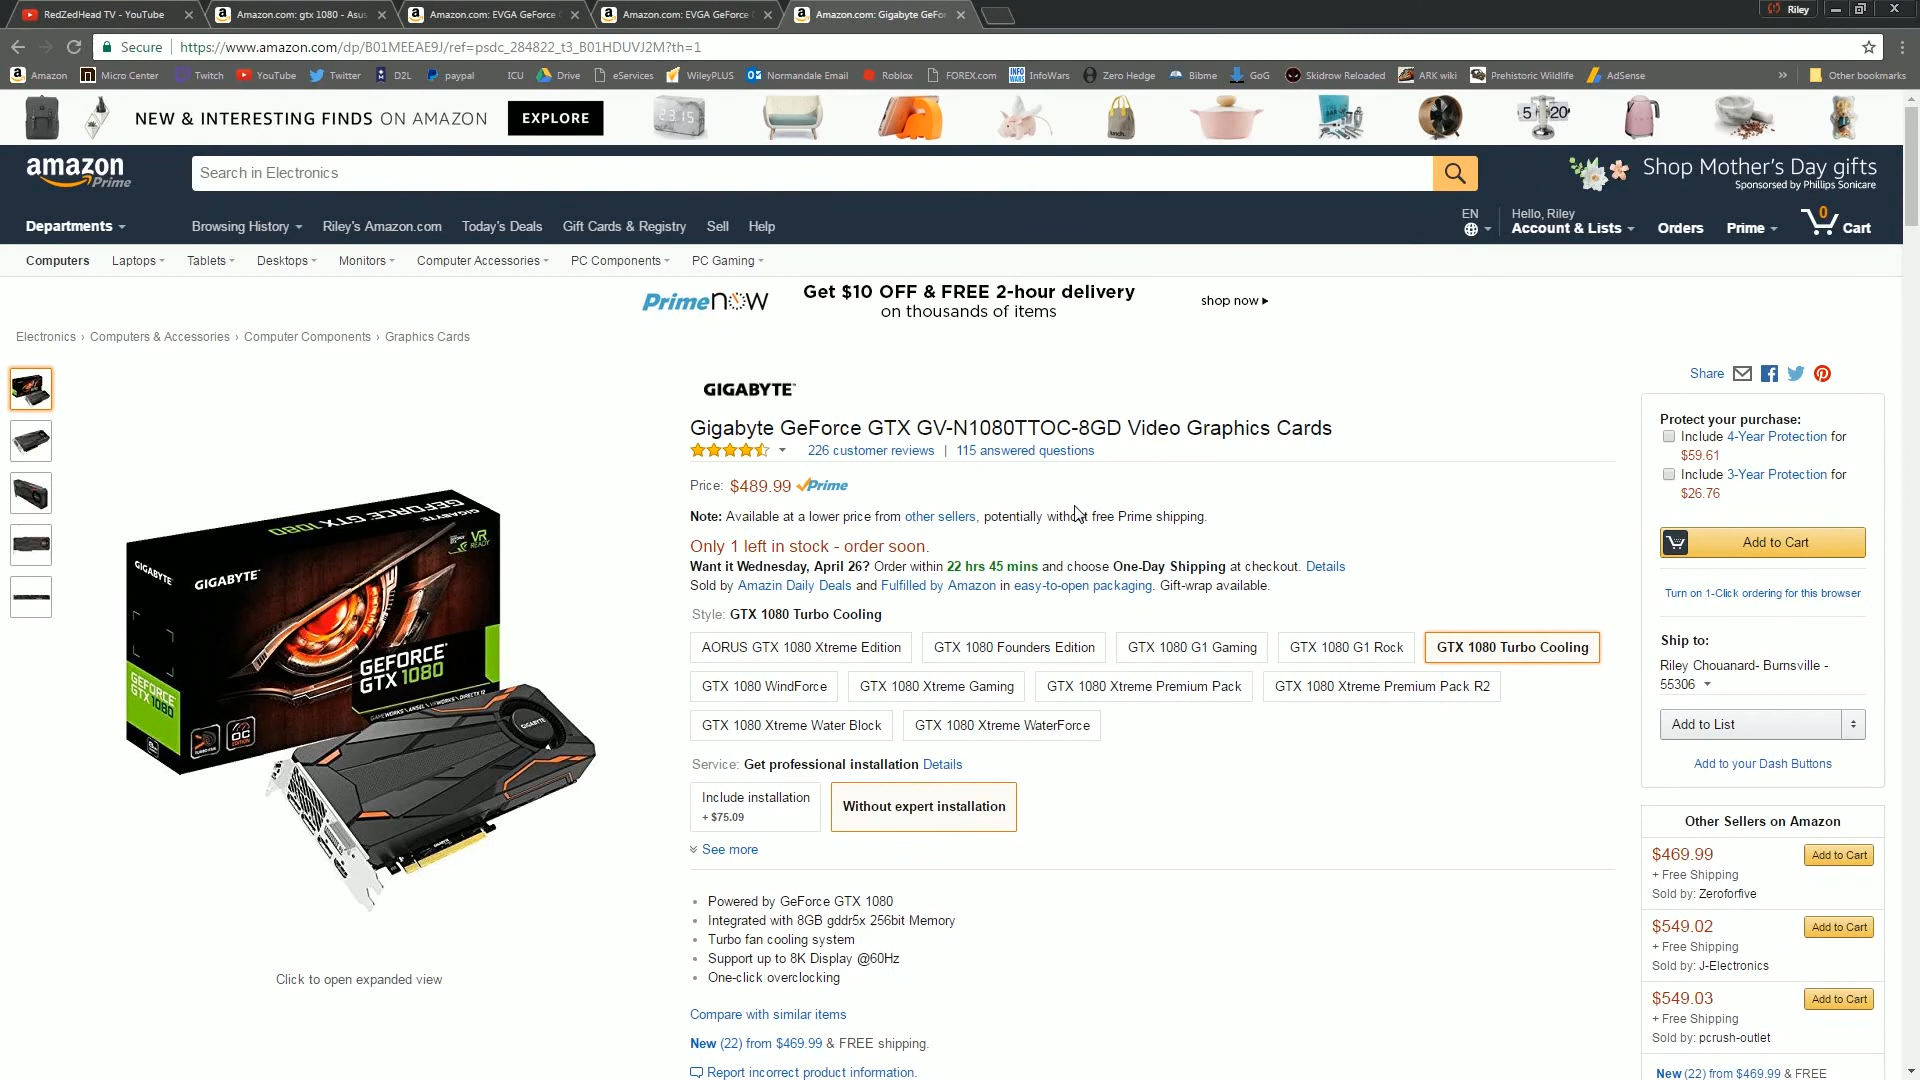 RedZedHead TV - YouTube
Amazon.com: gtx 1080 - Asus
Amazon.com: EVGA GeForce
Amazon.com: EVGA GeForce
Amazon.com: Gigabyte GeFor
Riley
Secure https://www.amazon.com/dp/B01MEEAE9J/ref=psdc_284822_t3_B01HDUVJ2M?th=1
Amazon Micro Center Twitch YouTube Twitter D2L paypal ICU Drive eServices WileyPLUS Normandale Email Roblox FOREX.com InfoWars Zero Hedge Bibme GoG Skidrow Reloaded ARK wiki Prehistoric Wildlife AdSense » Other bookmarks
NEW & INTERESTING FINDS ON AMAZON EXPLORE
amazon Prime
Search in Electronics
Shop Mother's Day gifts
Sponsorsed by Phillips Sonicare
Departments Browsing History Riley's Amazon.com Today's Deals Gift Cards & Registry Sell Help
EN
Hello, Riley
Account & Lists Orders Prime 0 Cart
Computers Laptops Tablets Desktops Monitors Computer Accessories PC Components PC Gaming
Prime NOW
Get $10 OFF & FREE 2-hour delivery
on thousands of items
shop now
Electronics › Computers & Accessories › Computer Components › Graphics Cards
GIGABYTE
GEFORCE GTX 1080
GIGABYTE
GIGABYTE
GIGABYTE
VR READY
GEFORCE GTX 1080
GEFORCE GTX 1080
OC EDITION
GIGABYTE
Click to open expanded view
GIGABYTE
Gigabyte GeForce GTX GV-N1080TTOC-8GD Video Graphics Cards
226 customer reviews | 115 answered questions
Price: $489.99 Prime
Note: Available at a lower price from other sellers, potentially without free Prime shipping.
Only 1 left in stock - order soon.
Want it Wednesday, April 26? Order within 22 hrs 45 mins and choose One-Day Shipping at checkout. Details
Sold by Amazin Daily Deals and Fulfilled by Amazon in easy-to-open packaging. Gift-wrap available.
Style: GTX 1080 Turbo Cooling
AORUS GTX 1080 Xtreme Edition
GTX 1080 Founders Edition
GTX 1080 G1 Gaming
GTX 1080 G1 Rock
GTX 1080 Turbo Cooling
GTX 1080 WindForce
GTX 1080 Xtreme Gaming
GTX 1080 Xtreme Premium Pack
GTX 1080 Xtreme Premium Pack R2
GTX 1080 Xtreme Water Block
GTX 1080 Xtreme WaterForce
Service: Get professional installation Details
Include installation
+ $75.09
Without expert installation
See more
Powered by GeForce GTX 1080
Integrated with 8GB gddr5x 256bit Memory
Turbo fan cooling system
Support up to 8K Display @60Hz
One-click overclocking
Compare with similar items
New (22) from $469.99 & FREE shipping.
Report incorrect product information.
Share
Protect your purchase:
Include 4-Year Protection for
$59.61
Include 3-Year Protection for
$26.76
Add to Cart
Turn on 1-Click ordering for this browser
Ship to:
Riley Chouanard- Burnsville -
55306
Add to List
Add to your Dash Buttons
Other Sellers on Amazon
$469.99 Add to Cart
+ Free Shipping
Sold by: Zeroforfive
$549.02 Add to Cart
+ Free Shipping
Sold by: J-Electronics
$549.03 Add to Cart
+ Free Shipping
Sold by: pcrush-outlet
New (22) from $469.99 & FREE